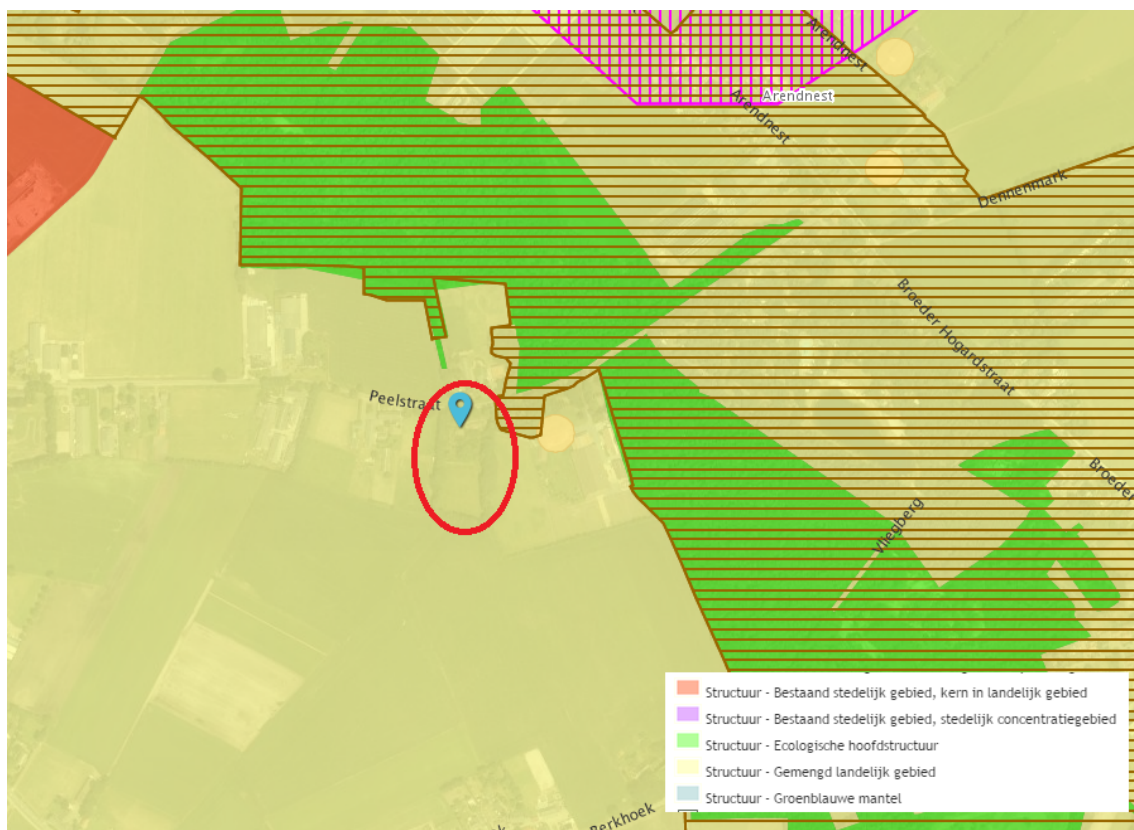 Arendnest
Arendnest
Arendnest
Dennenmark
Broeder Hogardstraat
Peelstraat
Broeder
Vliegberg
Berkhoek
Structuur - Bestaand stedelijk gebied, kern in landelijk gebied
Structuur - Bestaand stedelijk gebied, stedelijk concentratiegebied
Structuur - Ecologische hoofdstructuur
Structuur - Gemengd landelijk gebied
Structuur - Groenblauwe mantel